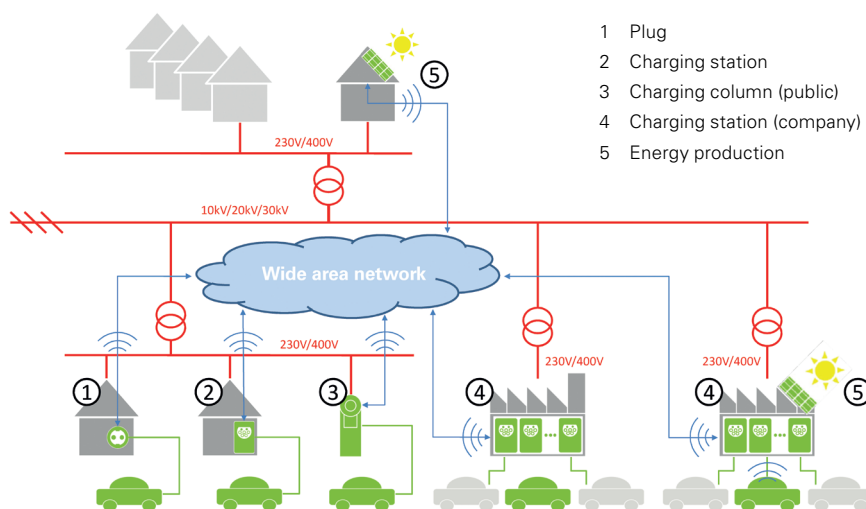 1 Plug
2 Charging station
3 Charging column (public)
4 Charging station (company)
5 Energy production
5
230V/400V
10kV/20kV/30kV
Wide area network
230V/400V
230V/400V
230V/400V
1
2
3
4
4
5